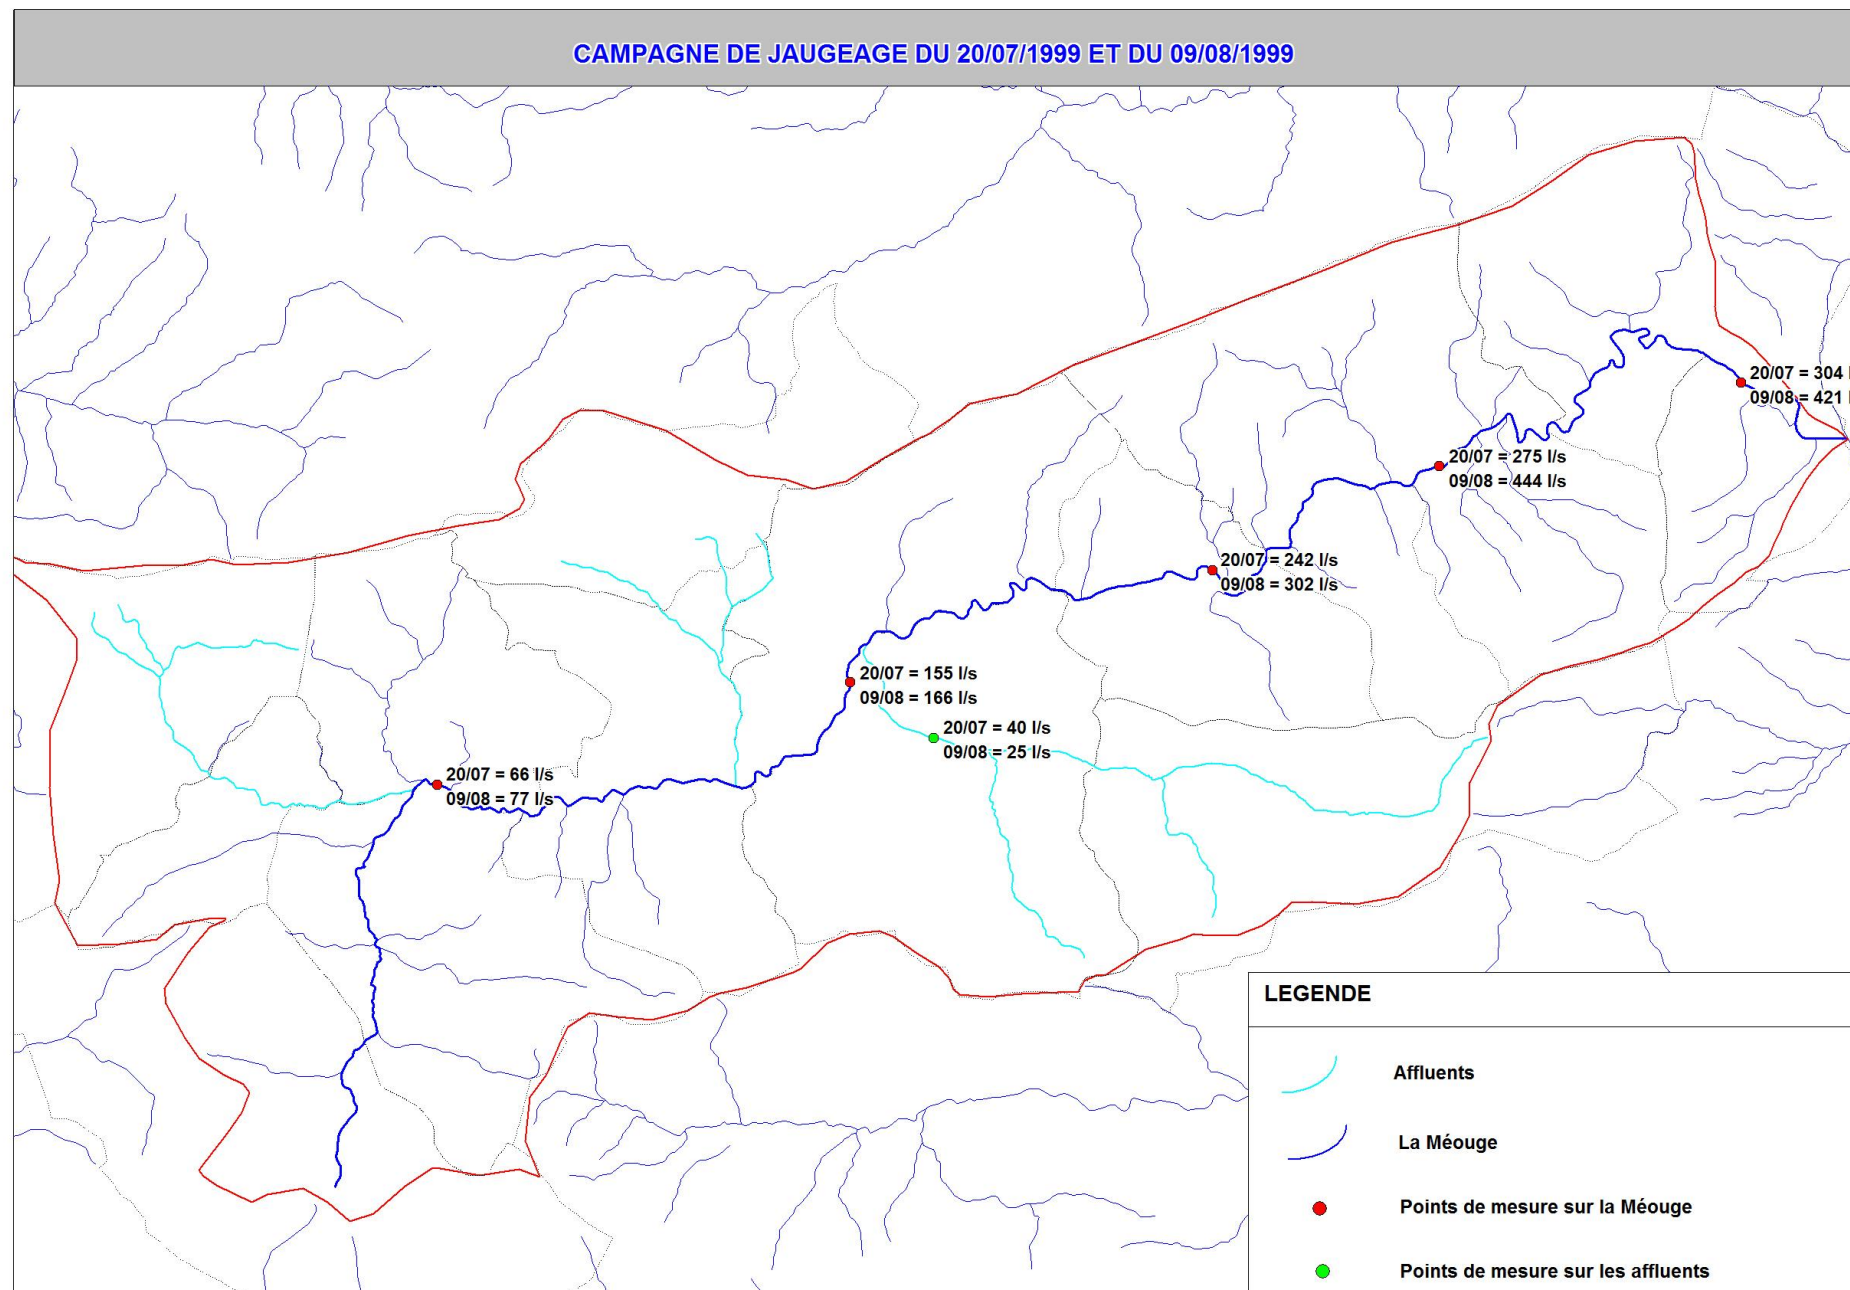 CAMPAGNE DE JAUGEAGE DU 20/07/1999 ET DU 09/08/1999
20/07 = 304 l
09/08 = 421 l
20/07 = 275 l/s
09/08 = 444 l/s
20/07 = 242 l/s
09/08 = 302 l/s
20/07 = 155 l/s
09/08 = 166 l/s
20/07 = 40 l/s
09/08 = 25 l/s
20/07 = 66 l/s
09/08 = 77 l/s
LEGENDE
Affluents
La Méouge
Points de mesure sur la Méouge
Points de mesure sur les affluents